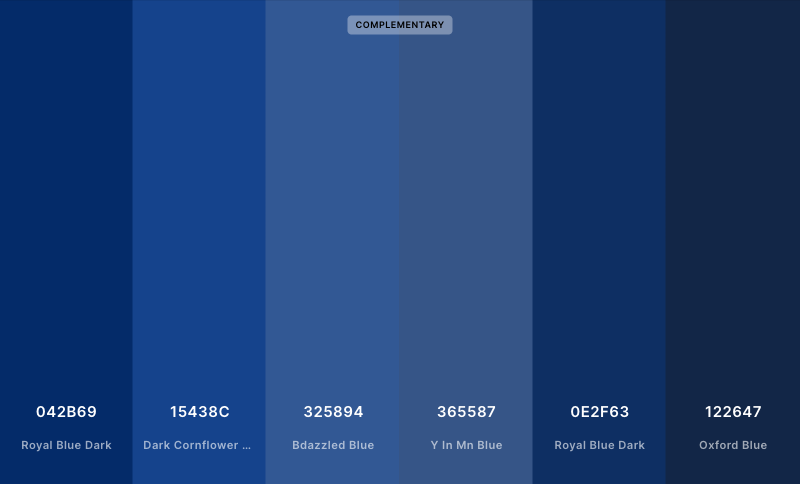 COMPLEMENTARY
042B69 15438C 325894 365587 0E2F63 122647
Royal Blue Dark Dark Cornflower ... Bdazzled Blue Y In Mn Blue Royal Blue Dark Oxford Blue